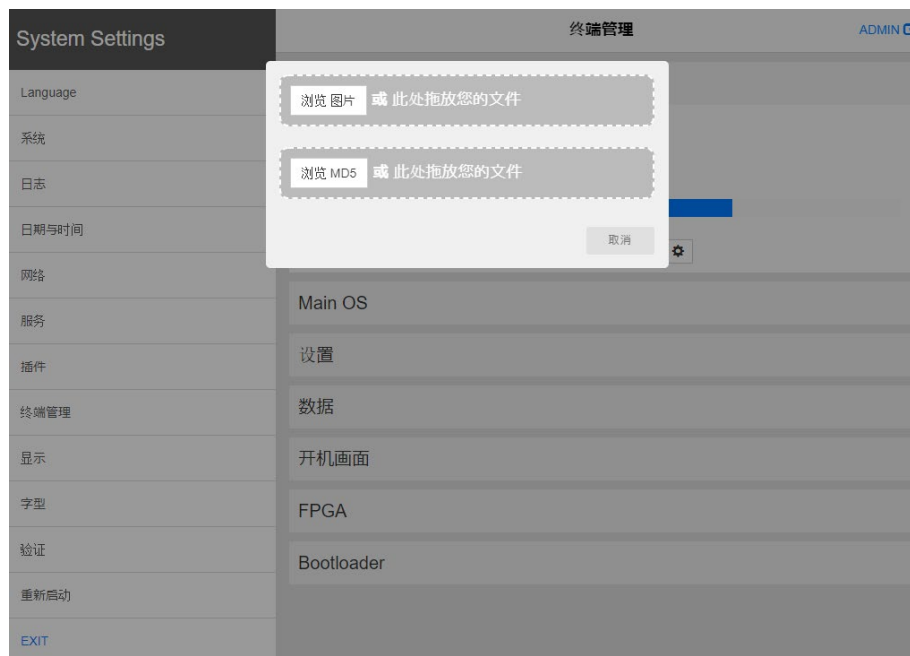 System Settings
终端管理
ADMIN
Language
系统
日志
日期与时间
网络
服务
插件
终端管理
显示
字型
验证
重新启动
EXIT
浏览 图片 或 此处拖放您的文件
浏览 MD5 或 此处拖放您的文件
取消
Main OS
设置
数据
开机画面
FPGA
Bootloader